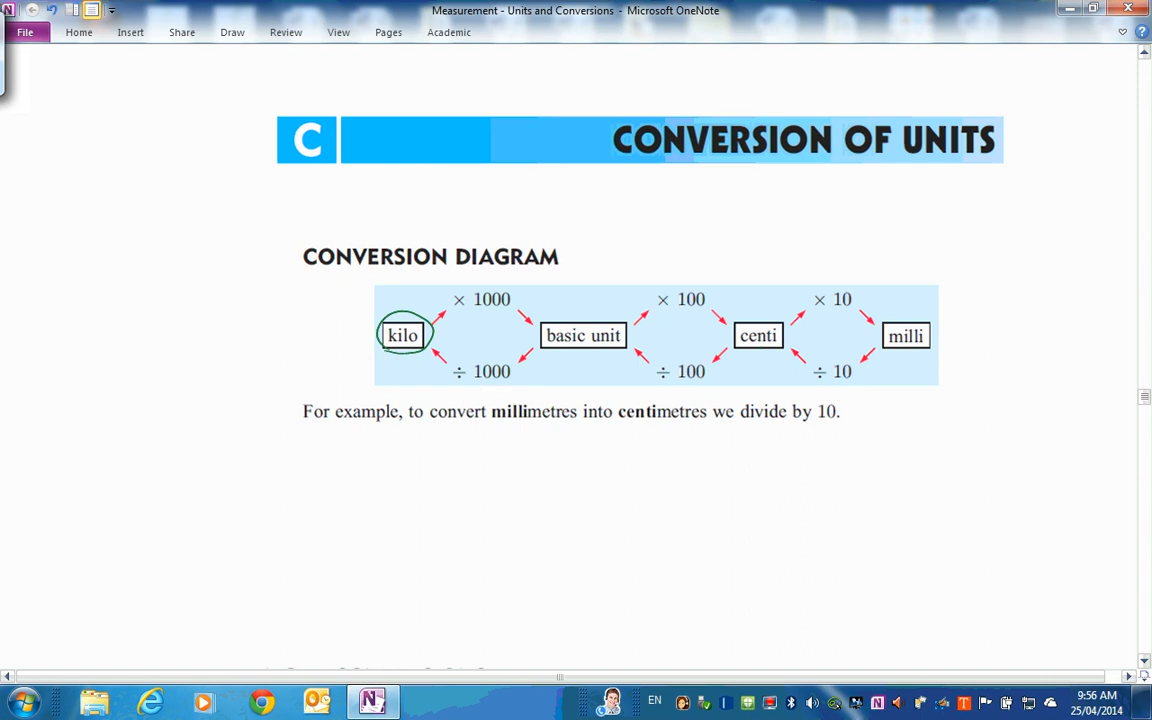 Measurement - Units and Conversions - Microsoft OneNote
File Home Insert Share Draw Review View Pages Academic
C CONVERSION OF UNITS
CONVERSION DIAGRAM
× 1000 × 100 × 10
kilo basic unit centi milli
÷ 1000 ÷ 100 ÷ 10
For example, to convert millimetres into centimetres we divide by 10.
EN
9:56 AM
25/04/2014